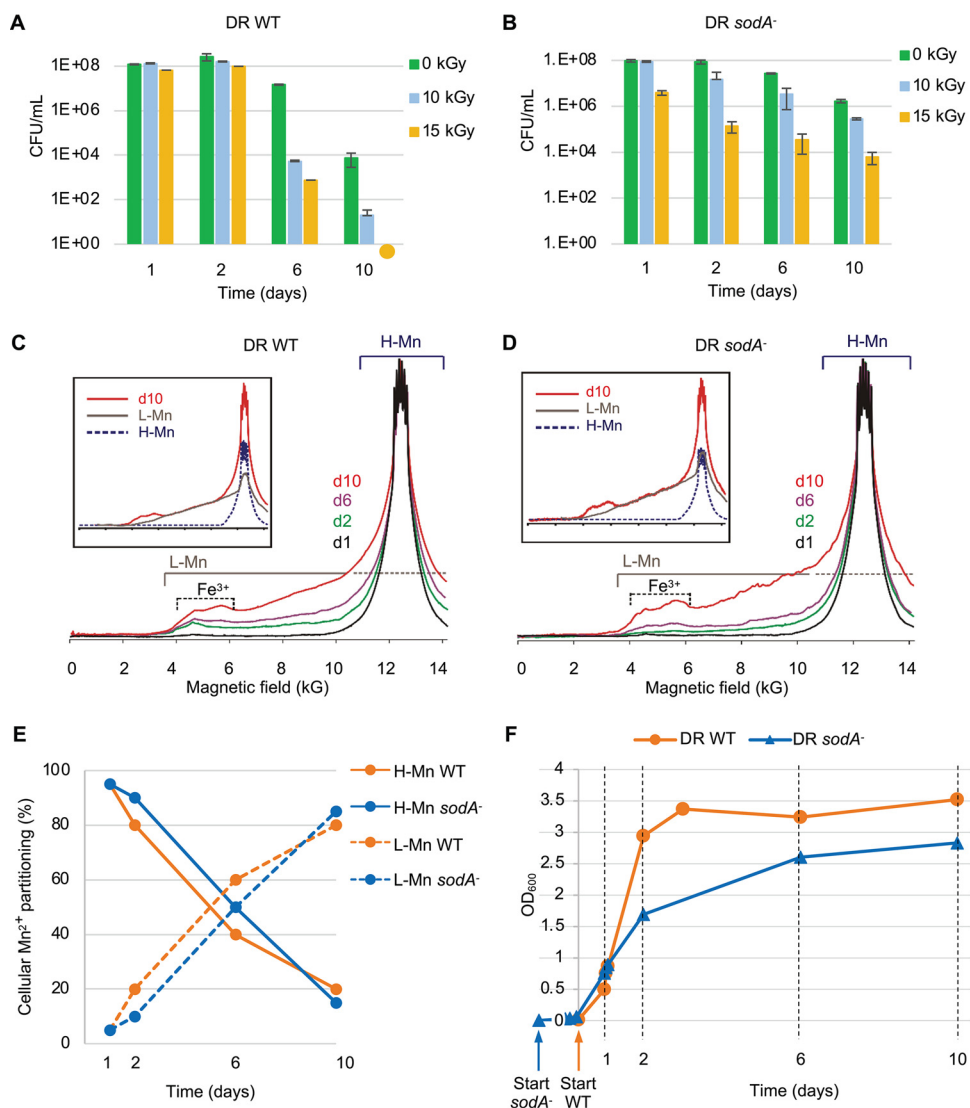 A
DR WT
CFU/mL
1E+08
1E+06
1E+04
1E+02
1E+00
0 kGy
10 kGy
15 kGy
1 2 6 10
Time (days)
B
DR sodA-
CFU/mL
1.E+08
1.E+06
1.E+04
1.E+02
1.E+00
0 kGy
10 kGy
15 kGy
1 2 6 10
Time (days)
C
DR WT
H-Mn
d10
L-Mn
H-Mn
d10
d6
d2
d1
L-Mn
Fe3+
0 2 4 6 8 10 12 14
Magnetic field (kG)
D
DR sodA-
H-Mn
d10
L-Mn
H-Mn
d10
d6
d2
d1
L-Mn
Fe3+
0 2 4 6 8 10 12 14
Magnetic field (kG)
E
Cellular Mn2+ partitioning (%)
100
80
60
40
20
0
1 2 6 10
Time (days)
H-Mn WT
H-Mn sodA-
L-Mn WT
L-Mn sodA-
F
DR WT DR sodA-
OD600
4
3.5
3
2.5
2
1.5
1
0.5
0
1 2 6 10
Start sodA-
Start WT
Time (days)